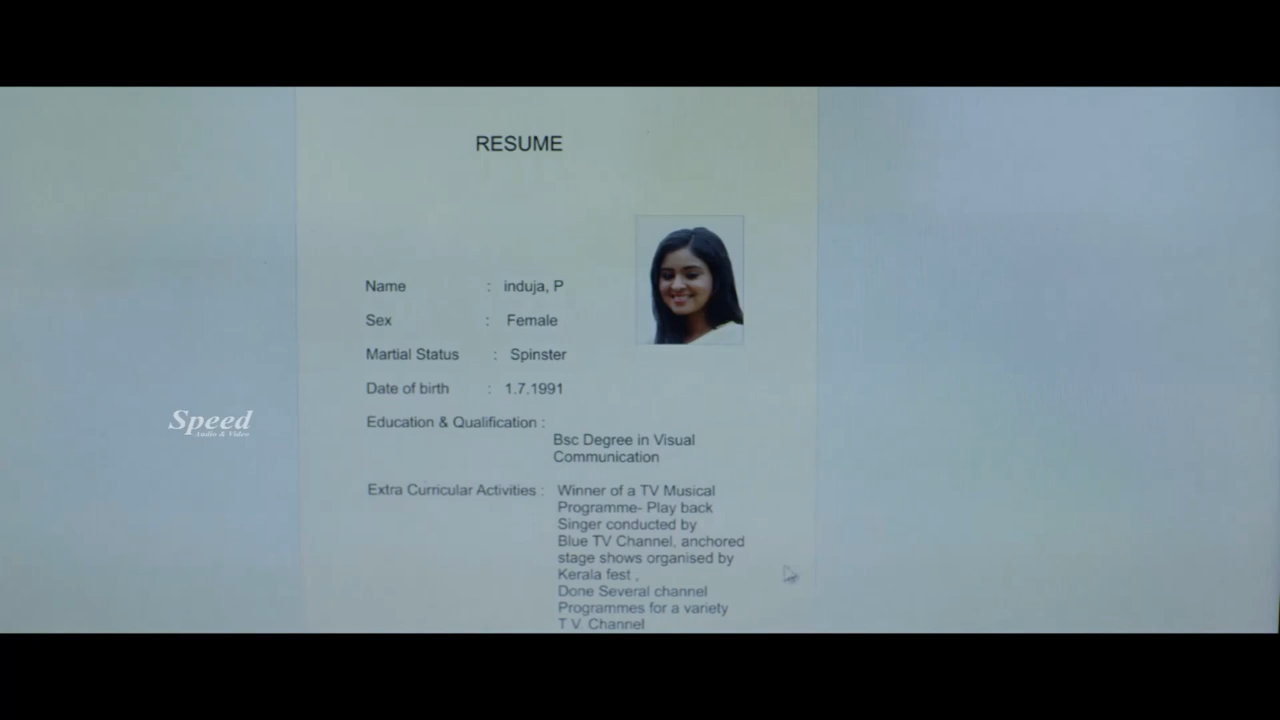 RESUME
Name : induja, P
Sex : Female
Martial Status : Spinster
Date of birth : 1.7.1991
Education & Qualification :
Bsc Degree in Visual
Communication
Extra Curricular Activities : Winner of a TV Musical
Programme- Play back
Singer conducted by
Blue TV Channel, anchored
stage shows organised by
Kerala fest ,
Done Several channel
Programmes for a variety
T V. Channel
Speed
Audio & Video